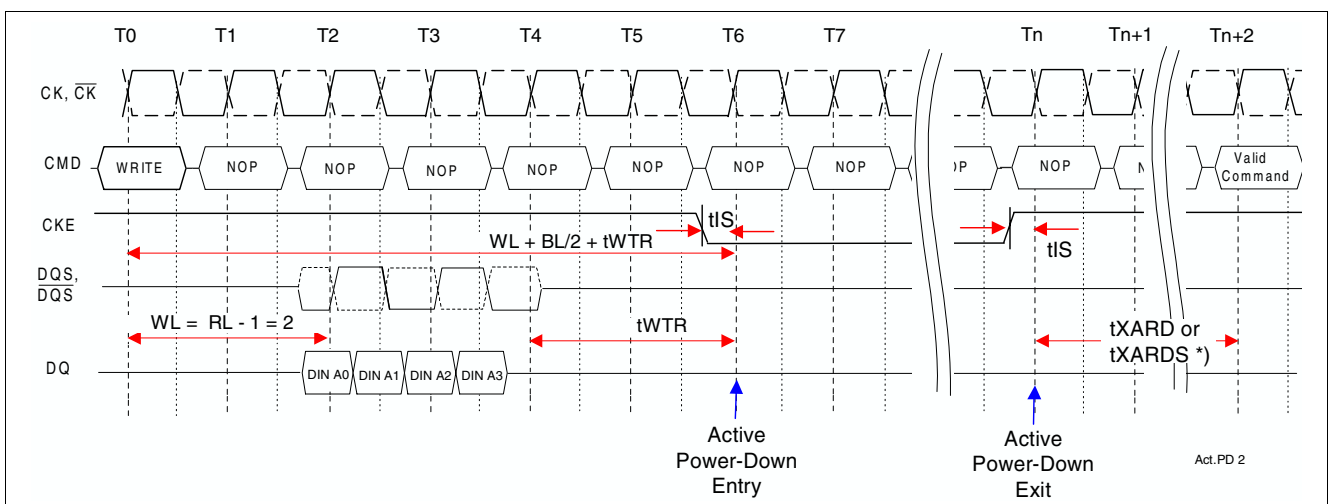 T0 T1 T2 T3 T4 T5 T6 T7 Tn Tn+1 Tn+2
CK, CK
CMD WRITE NOP NOP NOP NOP NOP NOP NOP OP NOP N Valid
Command
CKE tIS tIS
WL + BL/2 + tWTR
DQS,
DQS
WL = RL - 1 = 2 tWTR tXARD or
tXARDS *)
DQ DIN A0 DIN A1 DIN A2 DIN A3
Active
Power-Down
Entry
Active
Power-Down
Exit
Act.PD 2